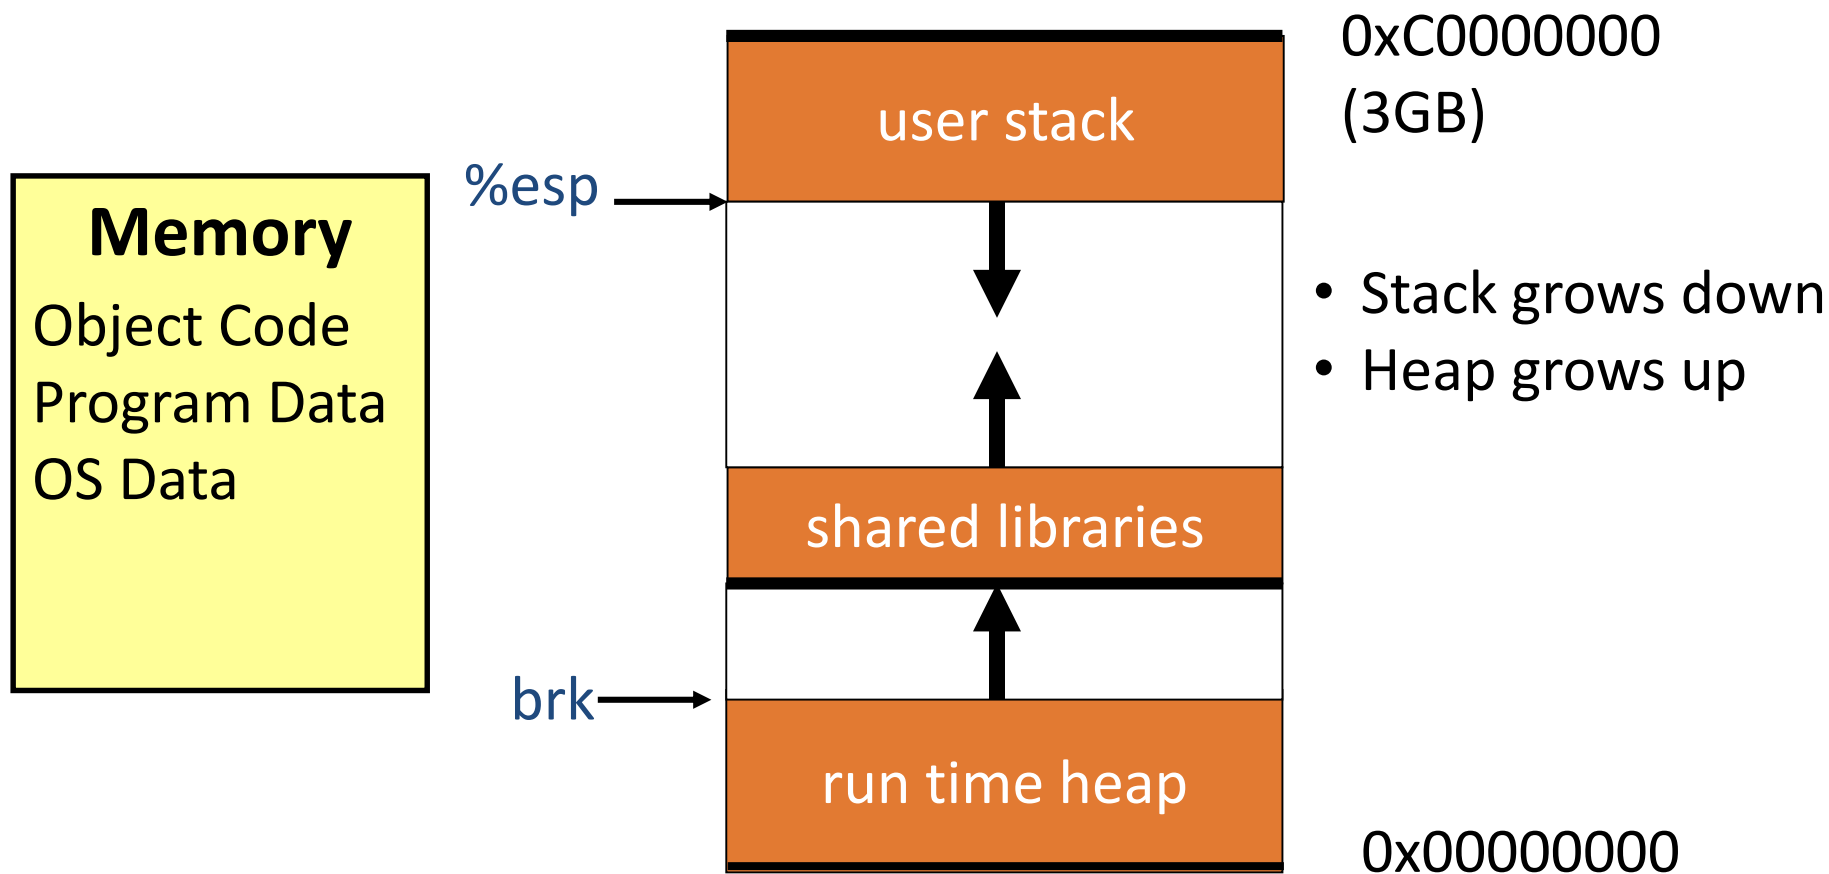 Memory
Object Code
Program Data
OS Data
%esp
brk
user stack
shared libraries
run time heap
0xC0000000
(3GB)
• Stack grows down
• Heap grows up
0x00000000